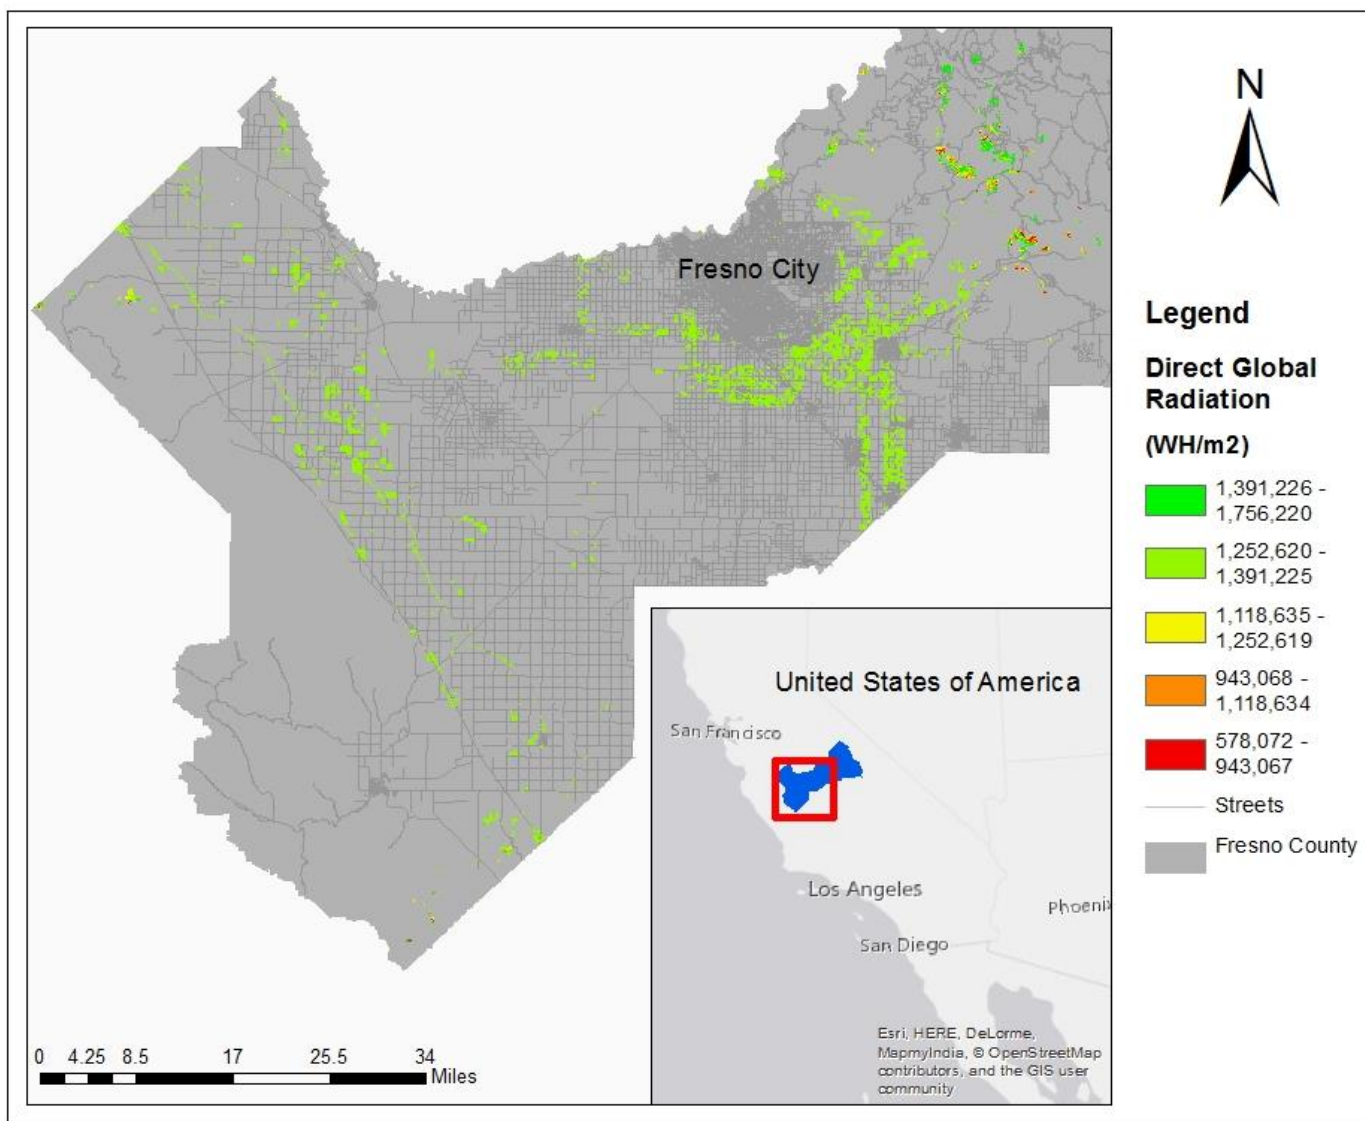 N
Fresno City
Legend
Direct Global
Radiation
(WH/m2)
1,391,226 -
1,756,220
1,252,620 -
1,391,225
1,118,635 -
1,252,619
943,068 -
1,118,634
578,072 -
943,067
Streets
Fresno County
United States of America
San Francisco
Los Angeles
Phoenix
San Diego
Esri, HERE, DeLorme,
MapmyIndia, © OpenStreetMap
contributors, and the GIS user
community
0 4.25 8.5 17 25.5 34
Miles